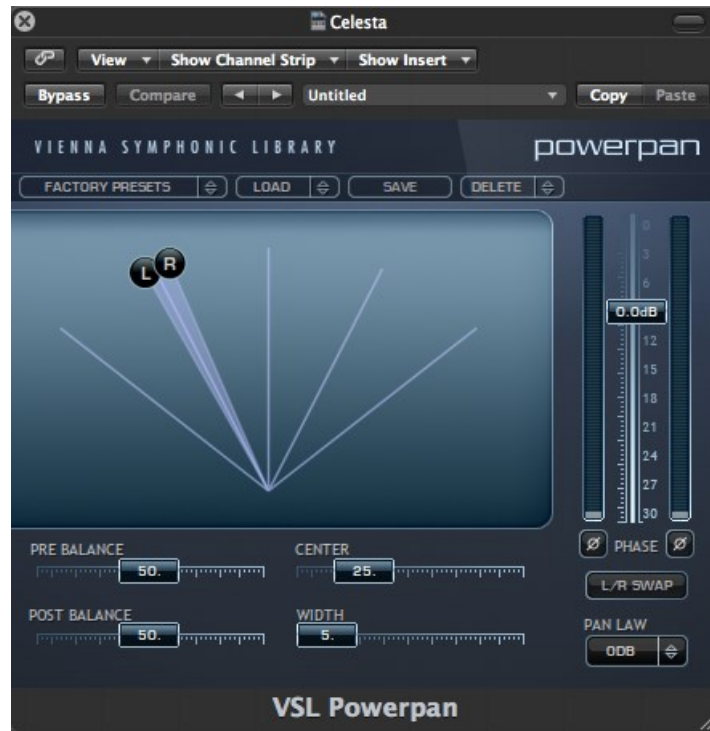 Celesta
View Show Channel Strip Show Insert
Bypass Compare Untitled Copy Paste
VIENNA SYMPHONIC LIBRARY powerpan
FACTORY PRESETS LOAD SAVE DELETE
L R
0
3
6
0.0dB
12
15
18
21
24
27
30
PRE BALANCE CENTER Ø PHASE Ø
50. 25.
L/R SWAP
POST BALANCE WIDTH PAN LAW
50. 5.
0DB
VSL Powerpan